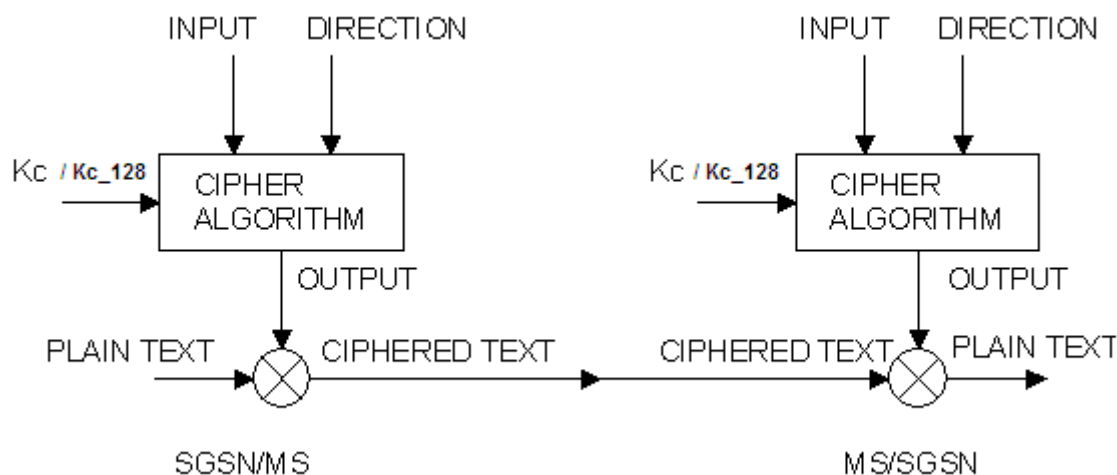 INPUT DIRECTION
INPUT DIRECTION
Kc / Kc_128
CIPHER
ALGORITHM
Kc / Kc_128
CIPHER
ALGORITHM
OUTPUT
OUTPUT
PLAIN TEXT
CIPHERED TEXT
CIPHERED TEXT
PLAIN TEXT
SGSN/MS
MS/SGSN